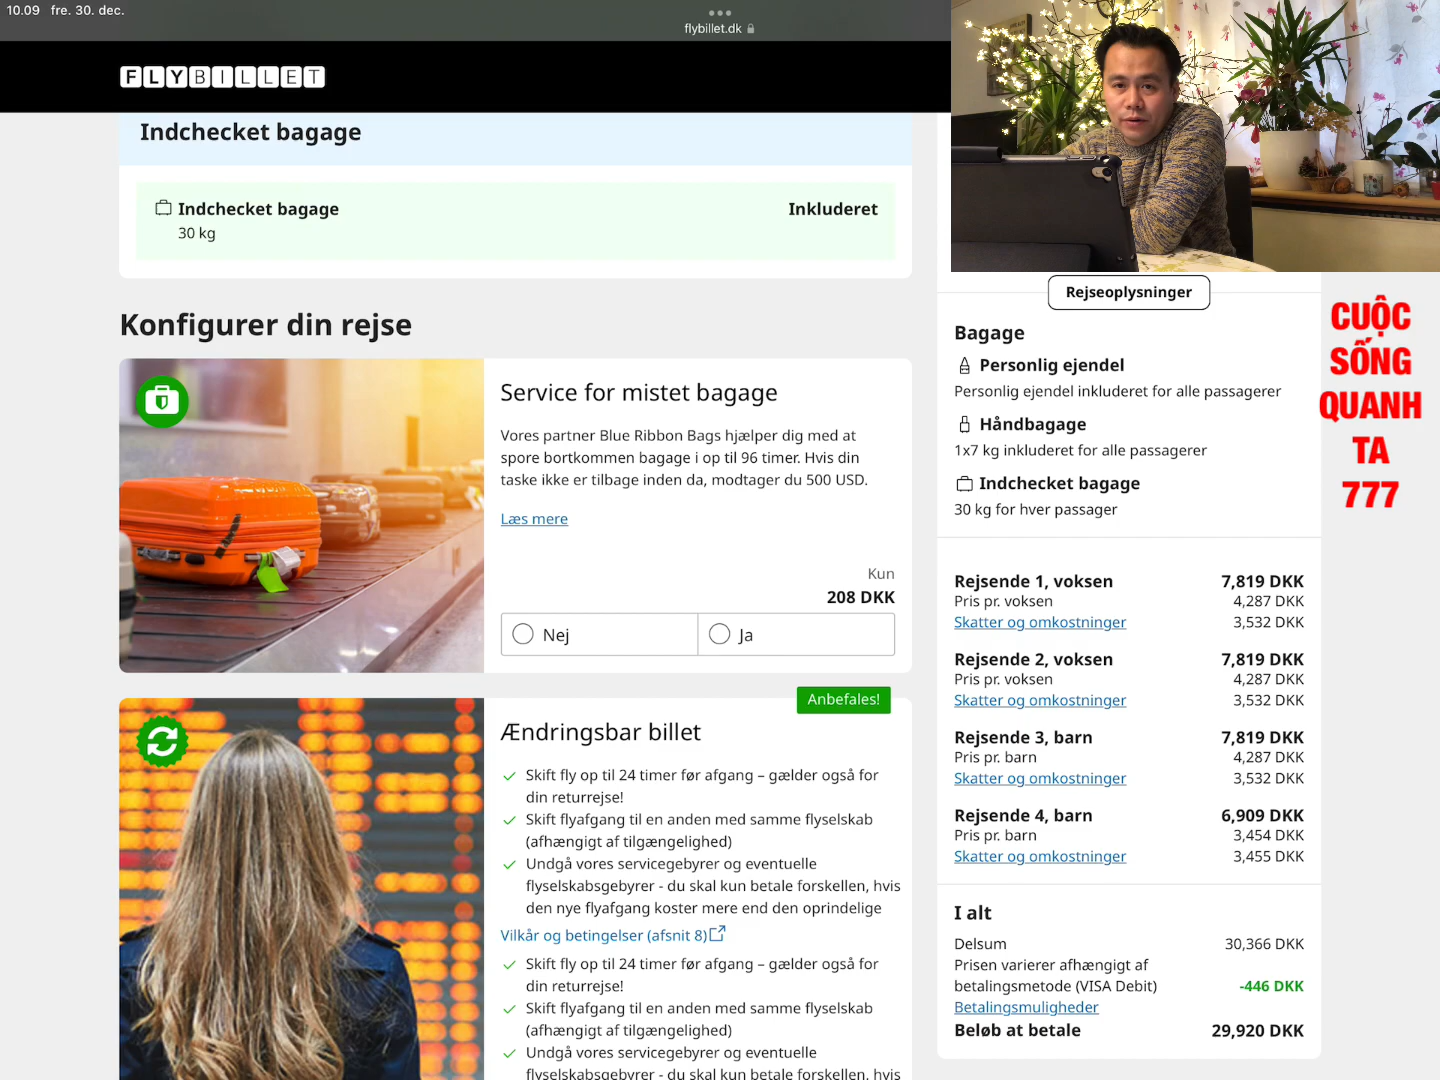 10.09 fre. 30. dec.
flybillet.dk
FLYBILLET
Indchecket bagage
Indchecket bagage
Inkluderet
30 kg
Konfigurer din rejse
Service for mistet bagage
Vores partner Blue Ribbon Bags hjælper dig med at
spore bortkommen bagage i op til 96 timer. Hvis din
taske ikke er tilbage inden da, modtager du 500 USD.
Læs mere
Kun
208 DKK
Nej
Ja
Anbefales!
Ændringsbar billet
Skift fly op til 24 timer før afgang – gælder også for
din returrejse!
Skift flyafgang til en anden med samme flyselskab
(afhængigt af tilgængelighed)
Undgå vores servicegebyrer og eventuelle
flyselskabsgebyrer - du skal kun betale forskellen, hvis
den nye flyafgang koster mere end den oprindelige
Vilkår og betingelser (afsnit 8)
Skift fly op til 24 timer før afgang – gælder også for
din returrejse!
Skift flyafgang til en anden med samme flyselskab
(afhængigt af tilgængelighed)
Undgå vores servicegebyrer og eventuelle
flyselskabsgebyrer - du skal kun betale forskellen, hvis
Rejseoplysninger
Bagage
Personlig ejendel
Personlig ejendel inkluderet for alle passagerer
Håndbagage
1x7 kg inkluderet for alle passagerer
Indchecket bagage
30 kg for hver passager
Rejsende 1, voksen 7,819 DKK
Pris pr. voksen 4,287 DKK
Skatter og omkostninger 3,532 DKK
Rejsende 2, voksen 7,819 DKK
Pris pr. voksen 4,287 DKK
Skatter og omkostninger 3,532 DKK
Rejsende 3, barn 7,819 DKK
Pris pr. barn 4,287 DKK
Skatter og omkostninger 3,532 DKK
Rejsende 4, barn 6,909 DKK
Pris pr. barn 3,454 DKK
Skatter og omkostninger 3,455 DKK
I alt
Delsum 30,366 DKK
Prisen varierer afhængigt af
betalingsmetode (VISA Debit) -446 DKK
Betalingsmuligheder
Beløb at betale 29,920 DKK
CUỘC
SỐNG
QUANH
TA
777